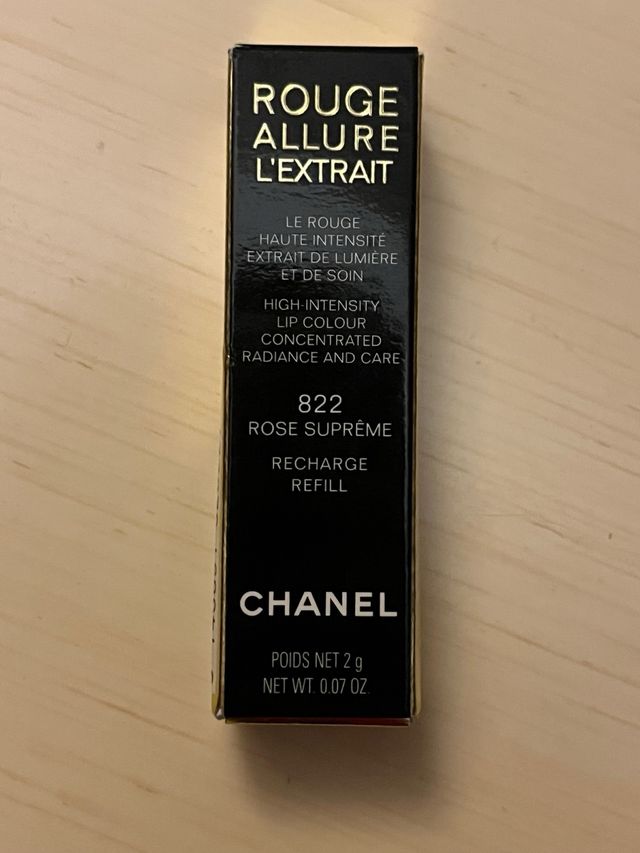 ROUGE
ALLURE
L'EXTRAIT
LE ROUGE
HAUTE INTENSITÉ
EXTRAIT DE LUMIÈRE
ET DE SOIN
HIGH-INTENSITY
LIP COLOUR
CONCENTRATED
RADIANCE AND CARE
822
ROSE SUPRÊME
RECHARGE
REFILL
CHANEL
POIDS NET 2 g
NET WT. 0.07 OZ.